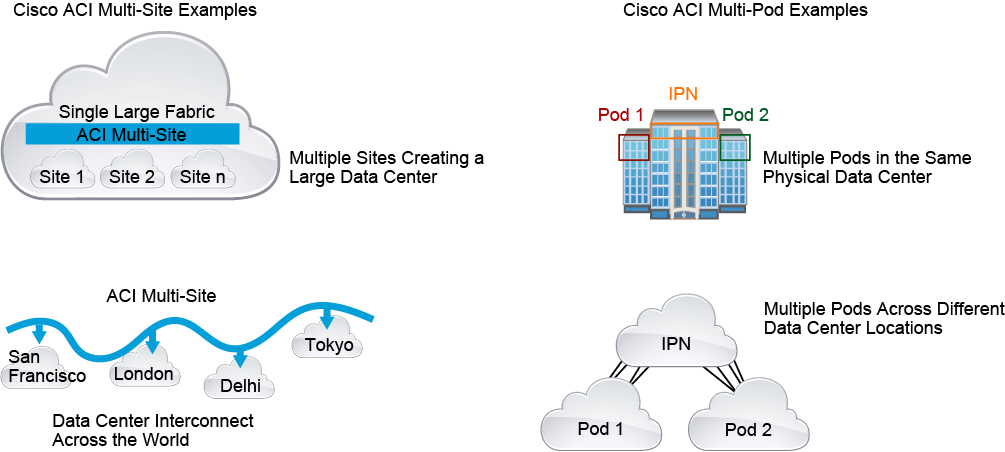 Cisco ACI Multi-Site Examples
Single Large Fabric
ACI Multi-Site
Site 1
Site 2
Site n
Multiple Sites Creating a
Large Data Center
ACI Multi-Site
San
Francisco
London
Delhi
Tokyo
Data Center Interconnect
Across the World
Cisco ACI Multi-Pod Examples
IPN
Pod 1
Pod 2
Multiple Pods in the Same
Physical Data Center
Multiple Pods Across Different
Data Center Locations
IPN
Pod 1
Pod 2